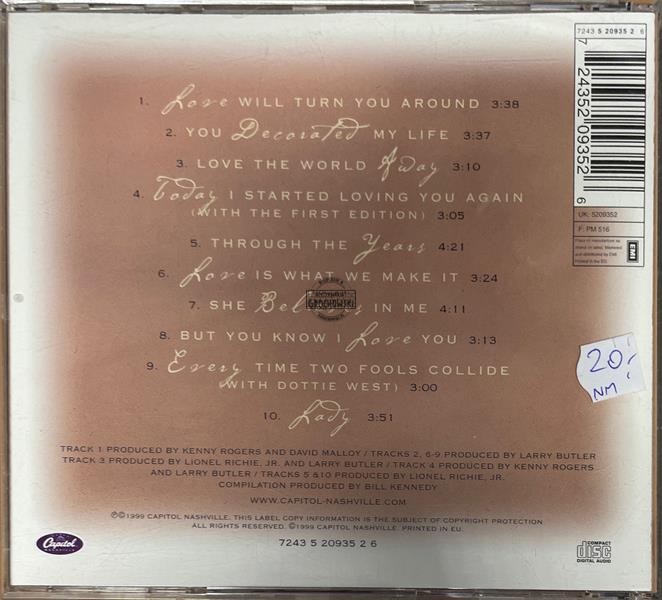 7243 5 20935 2 6
1. Love WILL TURN YOU AROUND 3:38
2. YOU Decorated MY LIFE 3:37
3. LOVE THE WORLD Away 3:10
4. Today I STARTED LOVING YOU AGAIN
(WITH THE FIRST EDITION) 3:05
5. THROUGH THE Years 4:21
6. Love IS WHAT WE MAKE IT 3:24
7. SHE Believes IN ME 4:11
8. BUT YOU KNOW I Love YOU 3:13
9. Every TIME TWO FOOLS COLLIDE
(WITH DOTTIE WEST) 3:00
10. Lady 3:51
GROCHOWSKI
7 24352 09352 6
UK: 5209352
F: PM 516
EMI
20,-
NM
TRACK 1 PRODUCED BY KENNY ROGERS AND DAVID MALLOY / TRACKS 2, 6-9 PRODUCED BY LARRY BUTLER
TRACK 3 PRODUCED BY LIONEL RICHIE, JR. AND LARRY BUTLER / TRACK 4 PRODUCED BY KENNY ROGERS
AND LARRY BUTLER / TRACKS 5 & 10 PRODUCED BY LIONEL RICHIE, JR.
COMPILATION PRODUCED BY BILL KENNEDY
WWW.CAPITOL-NASHVILLE.COM
℗©1999 CAPITOL NASHVILLE. THIS LABEL COPY INFORMATION IS THE SUBJECT OF COPYRIGHT PROTECTION.
ALL RIGHTS RESERVED. ©1999 CAPITOL NASHVILLE. PRINTED IN EU.
7243 5 20935 2 6
Capitol
NASHVILLE
COMPACT
disc
DIGITAL AUDIO